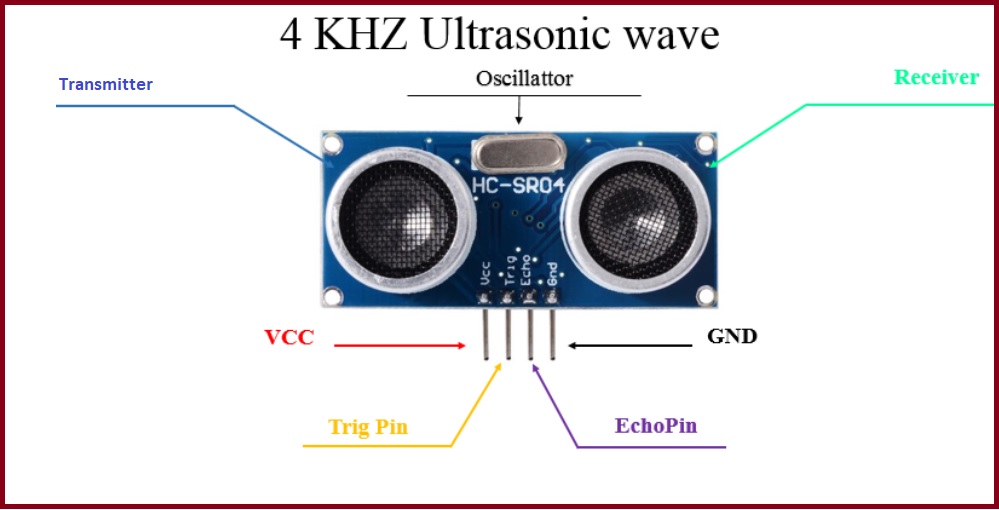 4 KHZ Ultrasonic wave
Transmitter
Oscillattor
Receiver
HC-SR04
Vcc
Trig
Echo
Gnd
VCC
GND
Trig Pin
EchoPin